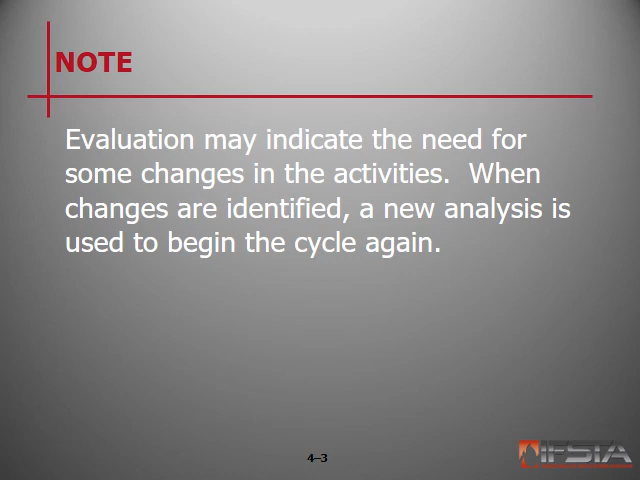 NOTE
Evaluation may indicate the need for
some changes in the activities.  When
changes are identified, a new analysis is
used to begin the cycle again.
4–3
IFSTA